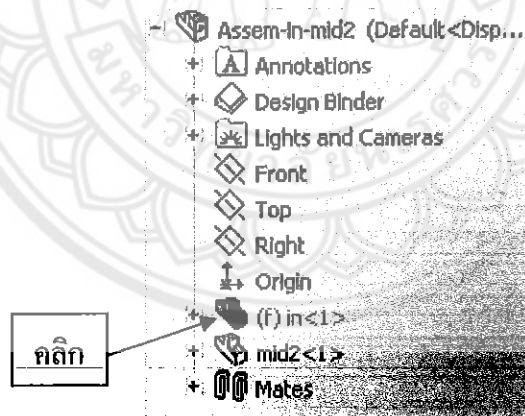 Assem-in-mid2 (Default<Disp...
Annotations
Design Binder
Lights and Cameras
Front
Top
Right
Origin
(f) in<1>
mid2<1>
Mates
คลิก